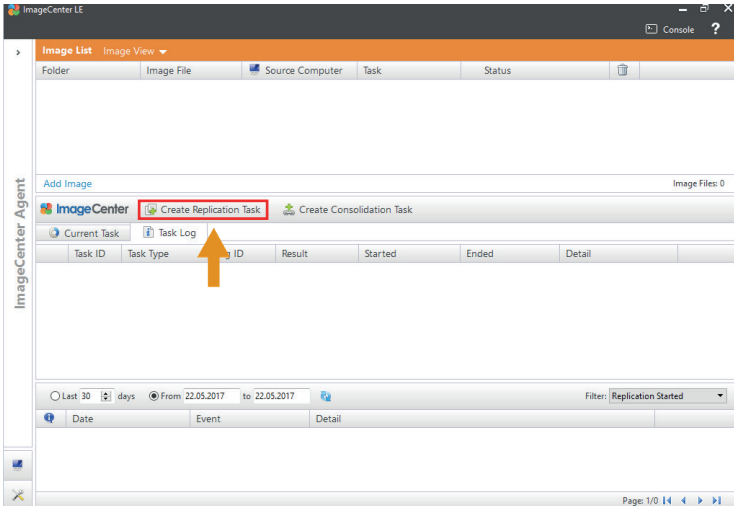 ImageCenter LE
Console ?
Image List Image View
Folder Image File Source Computer Task Status
Add Image Image Files: 0
ImageCenter Agent
ImageCenter Create Replication Task Create Consolidation Task
Current Task Task Log
Task ID Task Type ID Result Started Ended Detail
Last 30 days From 22.05.2017 to 22.05.2017 Filter: Replication Started
Date Event Detail
Page: 1/0